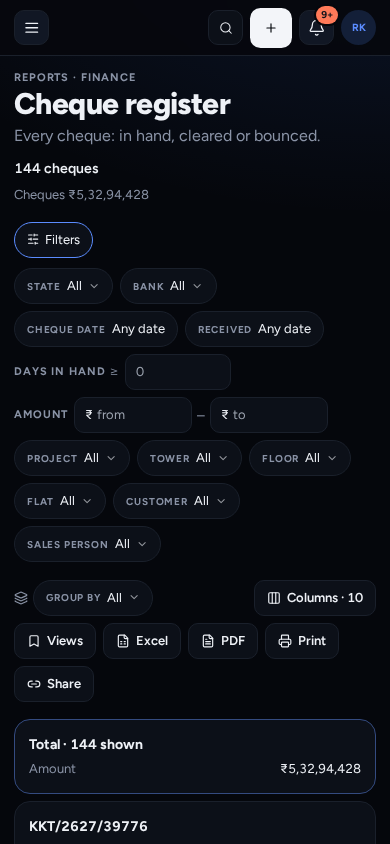 9+
RK
REPORTS · FINANCE
Cheque register
Every cheque: in hand, cleared or bounced.
144 cheques
Cheques ₹5,32,94,428
Filters
STATE All BANK All
CHEQUE DATE Any date RECEIVED Any date
DAYS IN HAND ≥ 0
AMOUNT ₹ from – ₹ to
PROJECT All TOWER All FLOOR All
FLAT All CUSTOMER All
SALES PERSON All
GROUP BY All Columns · 10
Views Excel PDF Print
Share
Total · 144 shown
Amount ₹5,32,94,428
KKT/2627/39776